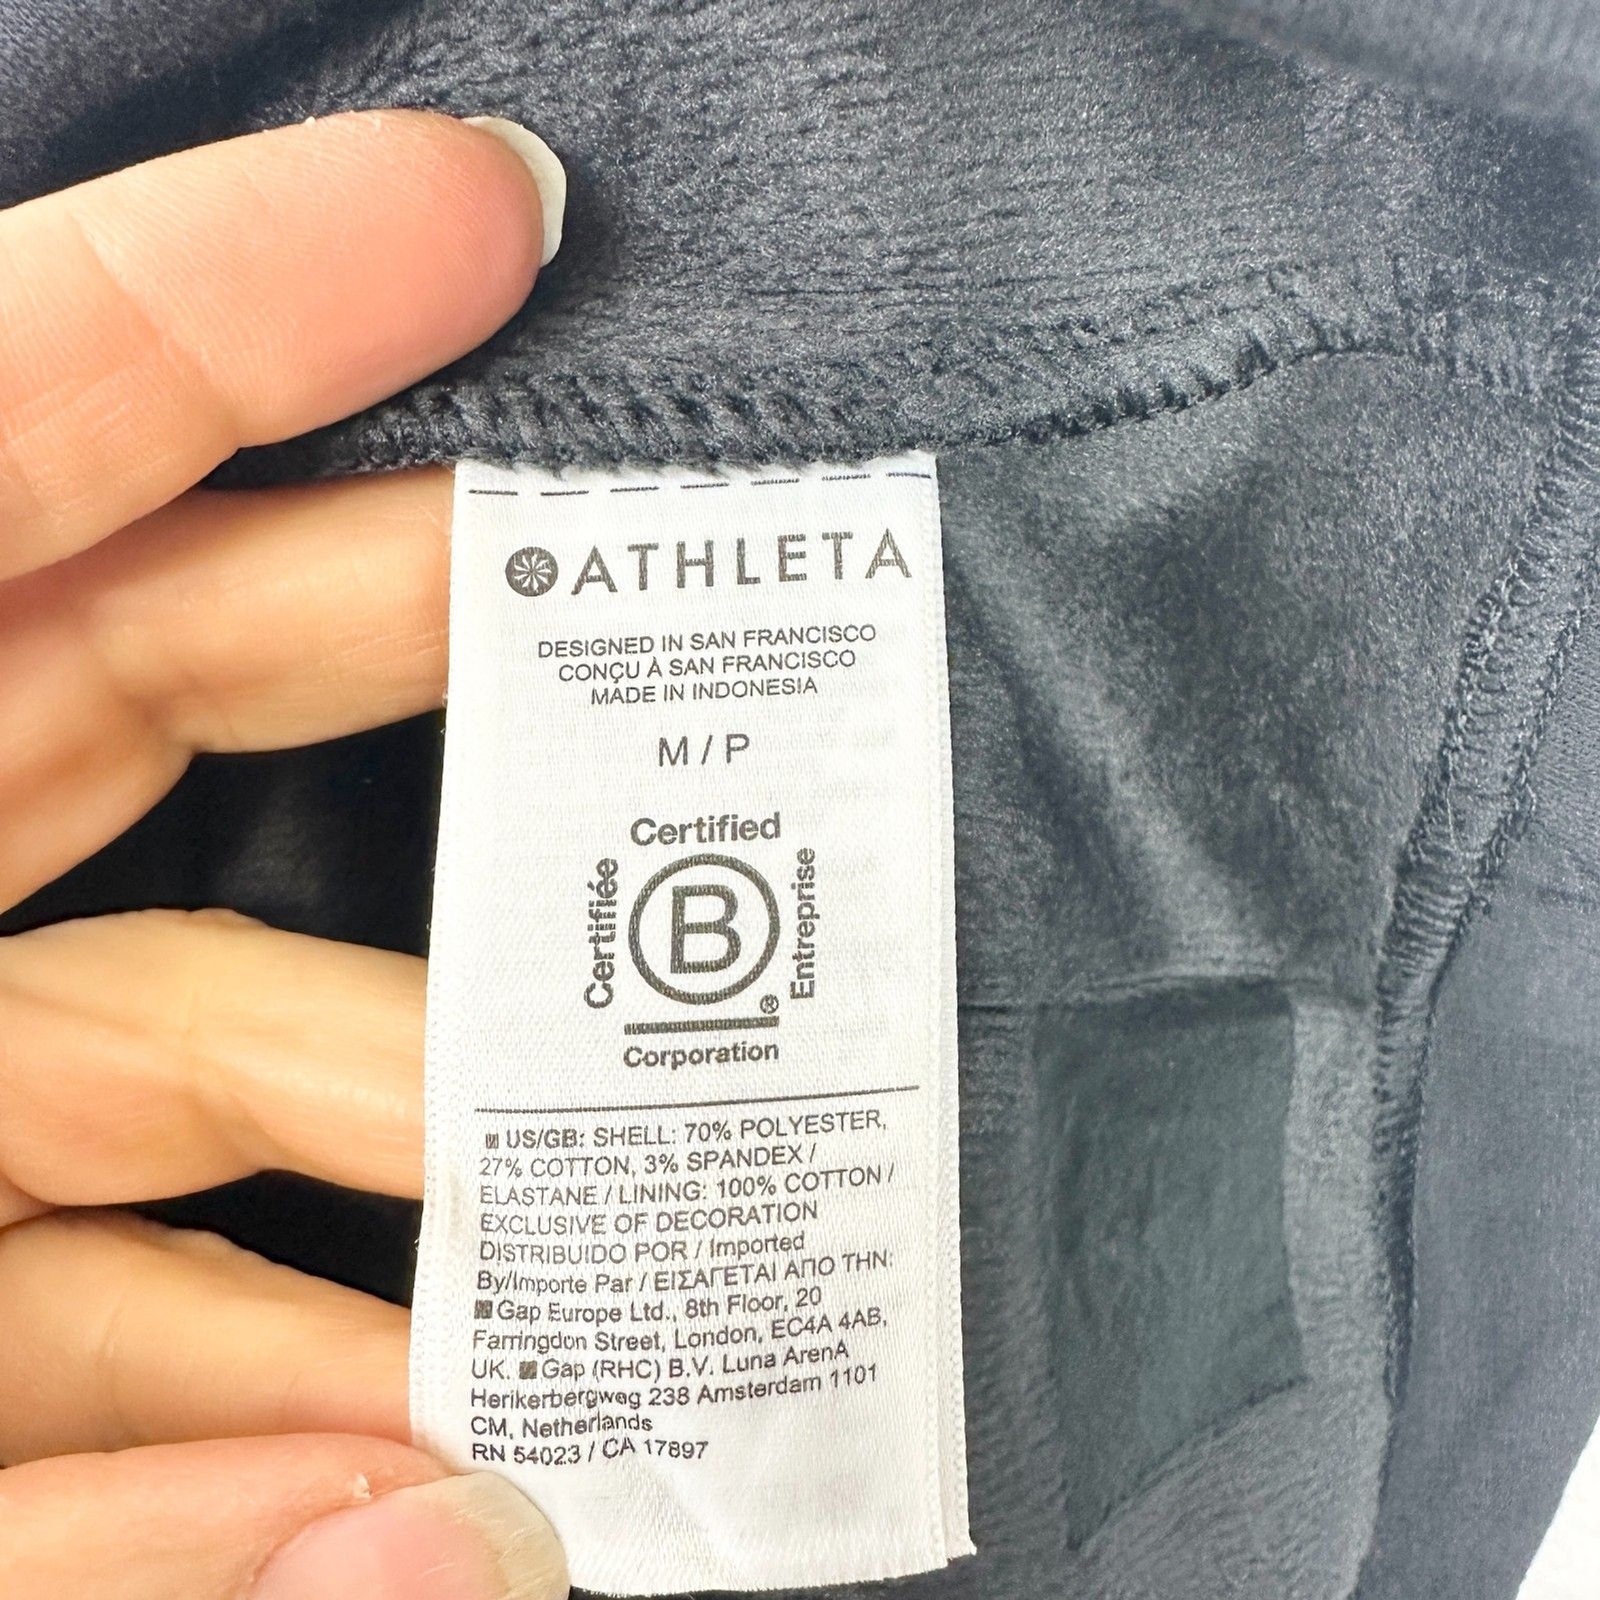 ATHLETA
DESIGNED IN SAN FRANCISCO
CONÇU À SAN FRANCISCO
MADE IN INDONESIA
M / P
Certified
Certifiée
B
Entreprise
®
Corporation
US/GB: SHELL: 70% POLYESTER,
27% COTTON, 3% SPANDEX /
ELASTANE / LINING: 100% COTTON /
EXCLUSIVE OF DECORATION
DISTRIBUIDO POR / Imported
By/Importe Par / ΕΙΣΑΓΕΤΑΙ ΑΠΟ ΤΗΝ:
Gap Europe Ltd., 8th Floor, 20
Farringdon Street, London, EC4A 4AB,
UK. Gap (RHC) B.V. Luna ArenA
Herikerbergweg 238 Amsterdam 1101
CM, Netherlands
RN 54023 / CA 17897